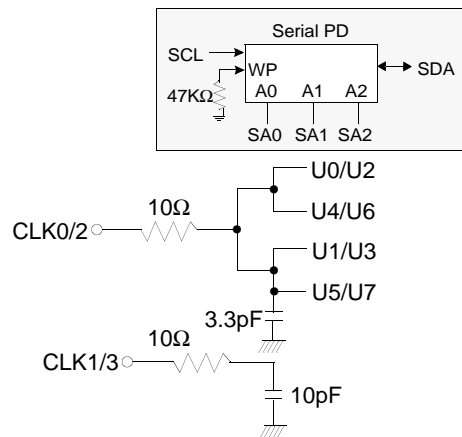 Serial PD
SCL
WP
SDA
47KΩ
A0 A1 A2
SA0 SA1 SA2
U0/U2
10Ω
U4/U6
CLK0/2
U1/U3
U5/U7
3.3pF
10Ω
CLK1/3
10pF